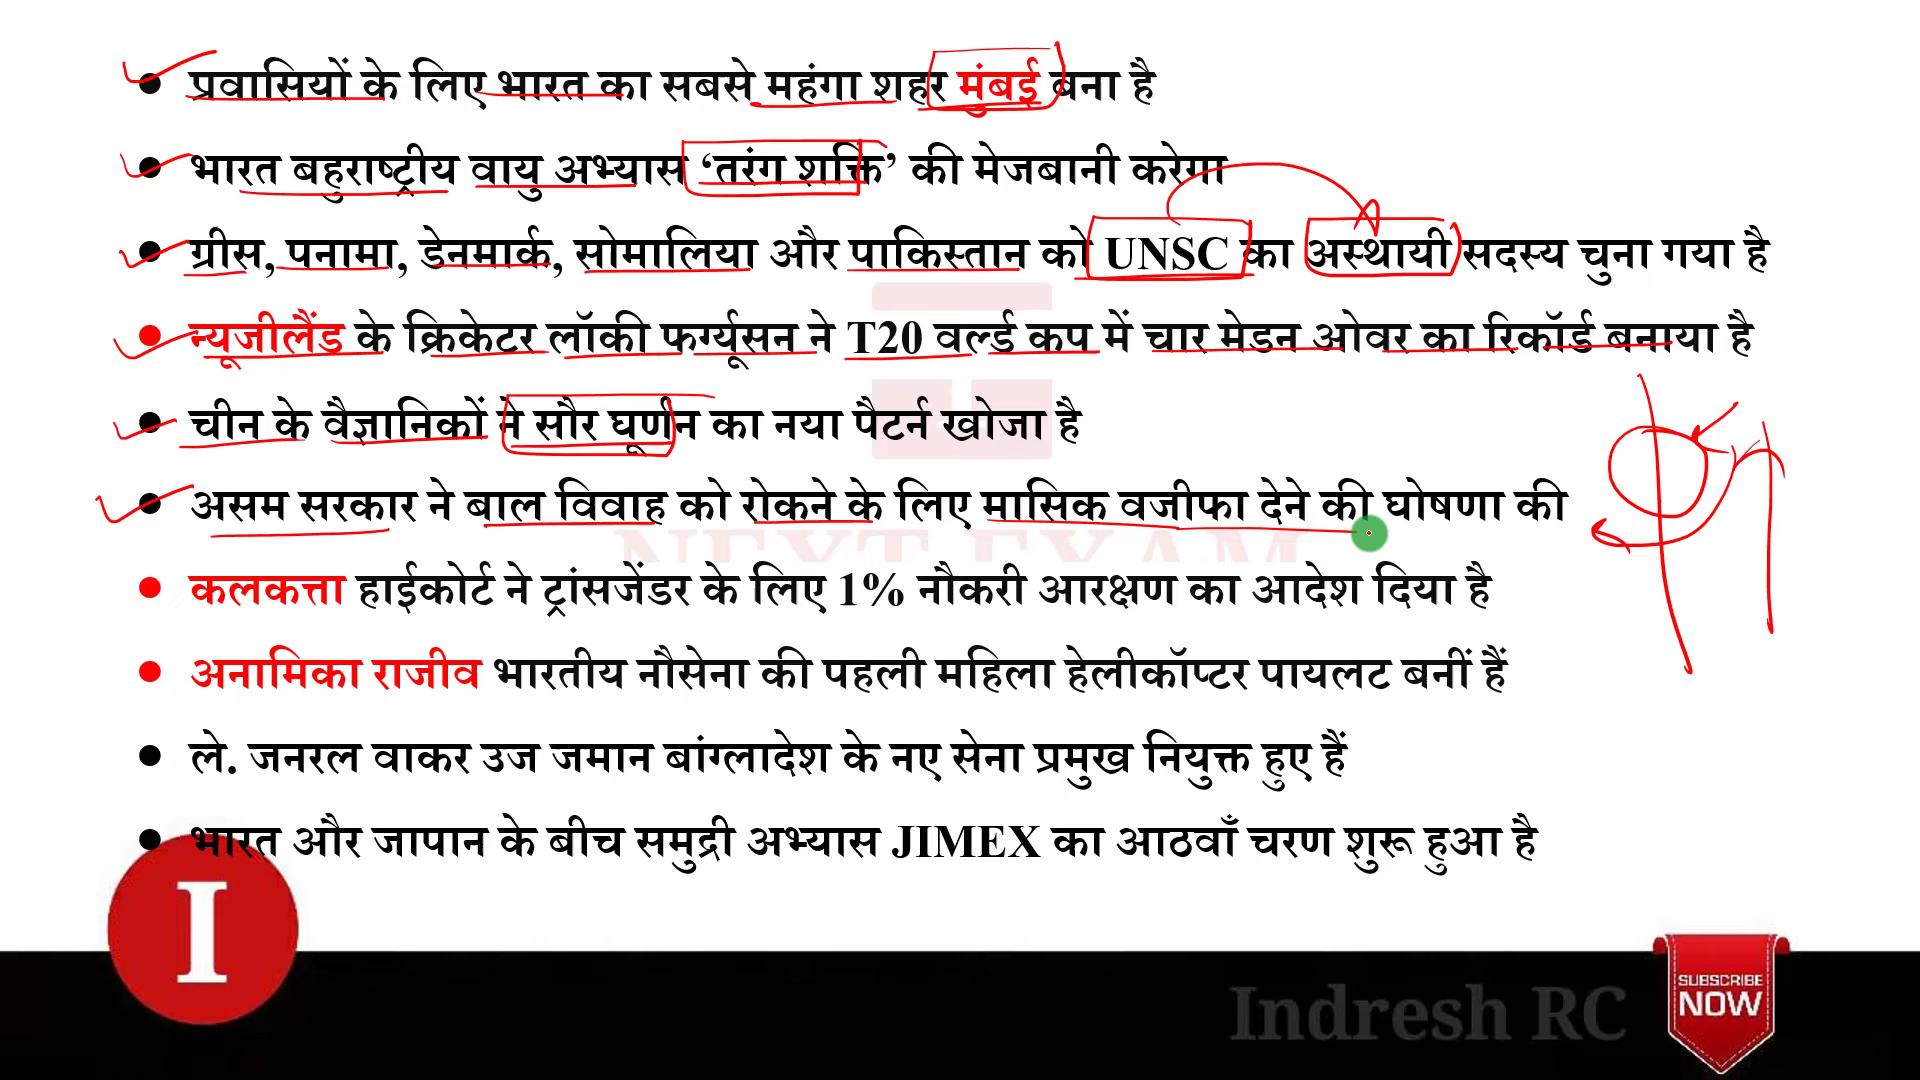 • प्रवासियों के लिए भारत का सबसे महंगा शहर मुंबई बना है
• भारत बहुराष्ट्रीय वायु अभ्यास ‘तरंग शक्ति’ की मेजबानी करेगा
• ग्रीस, पनामा, डेनमार्क, सोमालिया और पाकिस्तान को UNSC का अस्थायी सदस्य चुना गया है
• न्यूजीलैंड के क्रिकेटर लॉकी फर्ग्यूसन ने T20 वर्ल्ड कप में चार मेडन ओवर का रिकॉर्ड बनाया है
• चीन के वैज्ञानिकों ने सौर घूर्णन का नया पैटर्न खोजा है
• असम सरकार ने बाल विवाह को रोकने के लिए मासिक वजीफा देने की घोषणा की
NEXT EXAM
• कलकत्ता हाईकोर्ट ने ट्रांसजेंडर के लिए 1% नौकरी आरक्षण का आदेश दिया है
• अनामिका राजीव भारतीय नौसेना की पहली महिला हेलीकॉप्टर पायलट बनीं हैं
• ले. जनरल वाकर उज जमान बांग्लादेश के नए सेना प्रमुख नियुक्त हुए हैं
• भारत और जापान के बीच समुद्री अभ्यास JIMEX का आठवाँ चरण शुरू हुआ है
I
Indresh RC
SUBSCRIBE
NOW